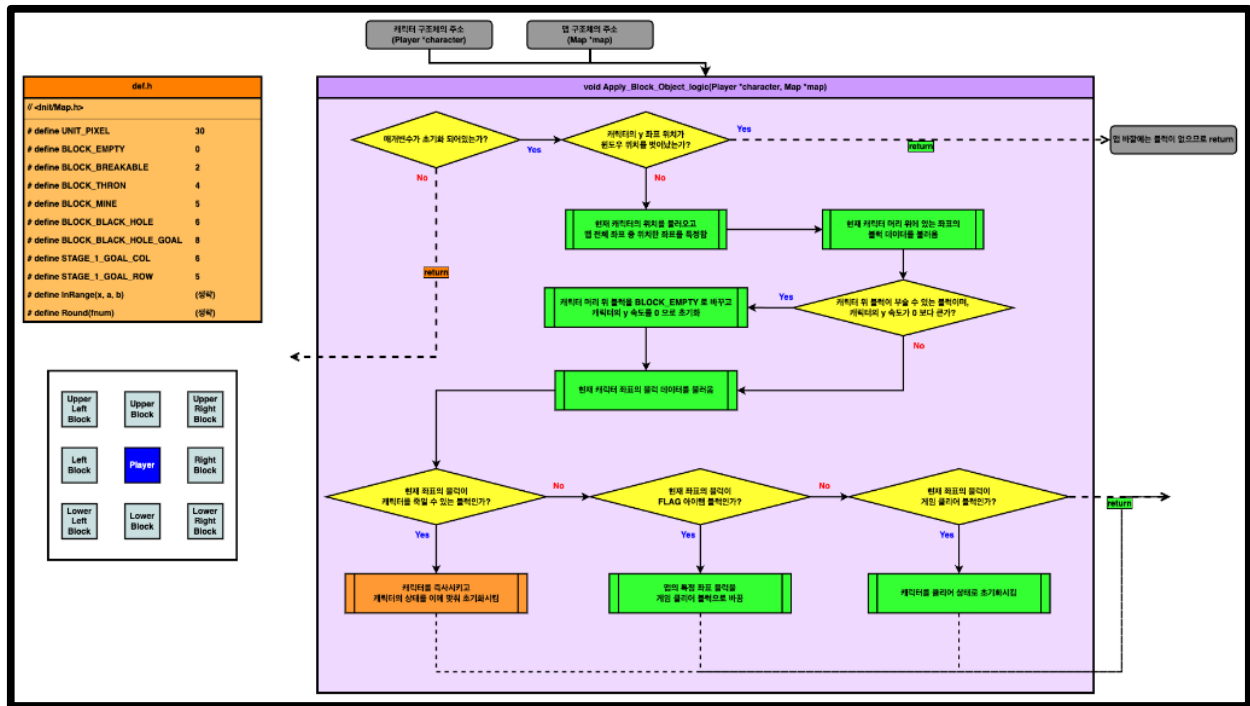 캐릭터 구조체의 주소
(Player *character)
맵 구조체의 주소
(Map *map)
def.h
// <Init/Map.h>
# define UNIT_PIXEL 30
# define BLOCK_EMPTY 0
# define BLOCK_BREAKABLE 2
# define BLOCK_THRON 4
# define BLOCK_MINE 5
# define BLOCK_BLACK_HOLE 6
# define BLOCK_BLACK_HOLE_GOAL 8
# define STAGE_1_GOAL_COL 6
# define STAGE_1_GOAL_ROW 5
# define InRange(x, a, b) (생략)
# define Round(fnum) (생략)
Upper
Left
Block
Upper
Block
Upper
Right
Block
Left
Block
Player
Right
Block
Lower
Left
Block
Lower
Block
Lower
Right
Block
void Apply_Block_Object_logic(Player *character, Map *map)
매개변수가 초기화 되어있는가?
Yes
No
return
캐릭터의 y 좌표 위치가
윈도우 위치를 벗어났는가?
Yes
return
맵 바깥에는 블럭이 없으므로 return
No
현재 캐릭터의 위치를 불러오고
맵 전체 좌표 중 위치한 좌표를 특정함
현재 캐릭터 머리 위에 있는 좌표의
블럭 데이터를 불러옴
캐릭터 위 블럭이 부술 수 있는 블럭이며,
캐릭터의 y 속도가 0 보다 큰가?
Yes
No
캐릭터 머리 위 블럭을 BLOCK_EMPTY 로 바꾸고
캐릭터의 y 속도를 0 으로 초기화
현재 캐릭터 좌표의 블럭 데이터를 불러옴
현재 좌표의 블럭이
캐릭터를 죽일 수 있는 블럭인가?
No
현재 좌표의 블럭이
FLAG 아이템 블럭인가?
No
현재 좌표의 블럭이
게임 클리어 블럭인가?
return
Yes
Yes
Yes
캐릭터를 즉사시키고
캐릭터의 상태를 이에 맞춰 초기화시킴
맵의 특정 좌표 블럭을
게임 클리어 블럭으로 바꿈
캐릭터를 클리어 상태로 초기화시킴